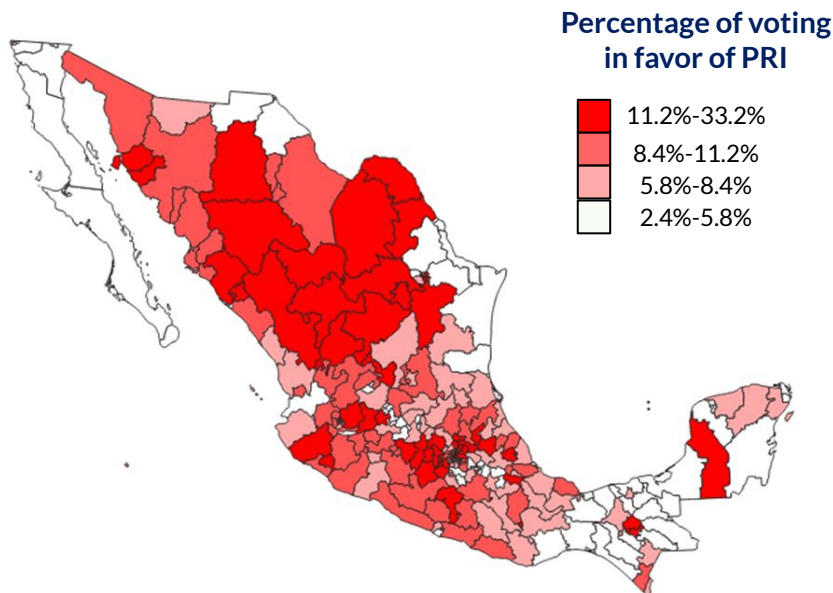 Percentage of voting
in favor of PRI
11.2%-33.2%
8.4%-11.2%
5.8%-8.4%
2.4%-5.8%